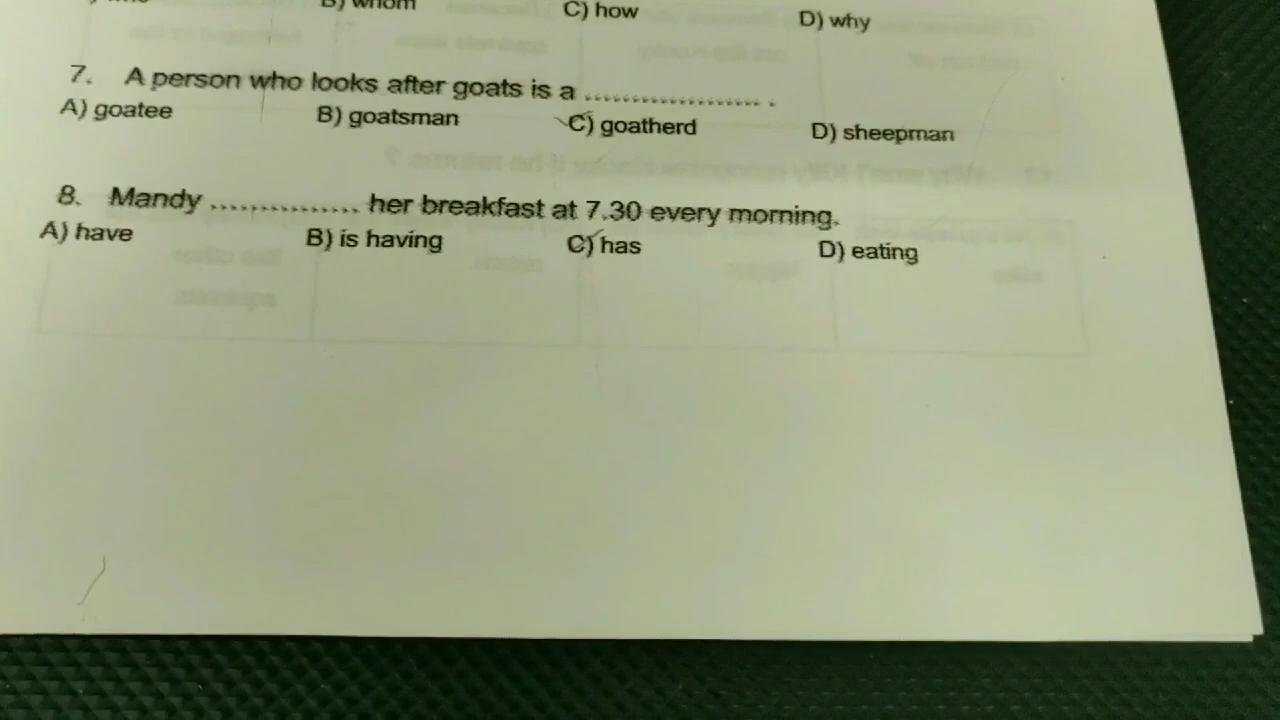 B) whom C) how D) why
7. A person who looks after goats is a ................... .
A) goatee B) goatsman C) goatherd D) sheepman
8. Mandy ............... her breakfast at 7.30 every morning.
A) have B) is having C) has D) eating